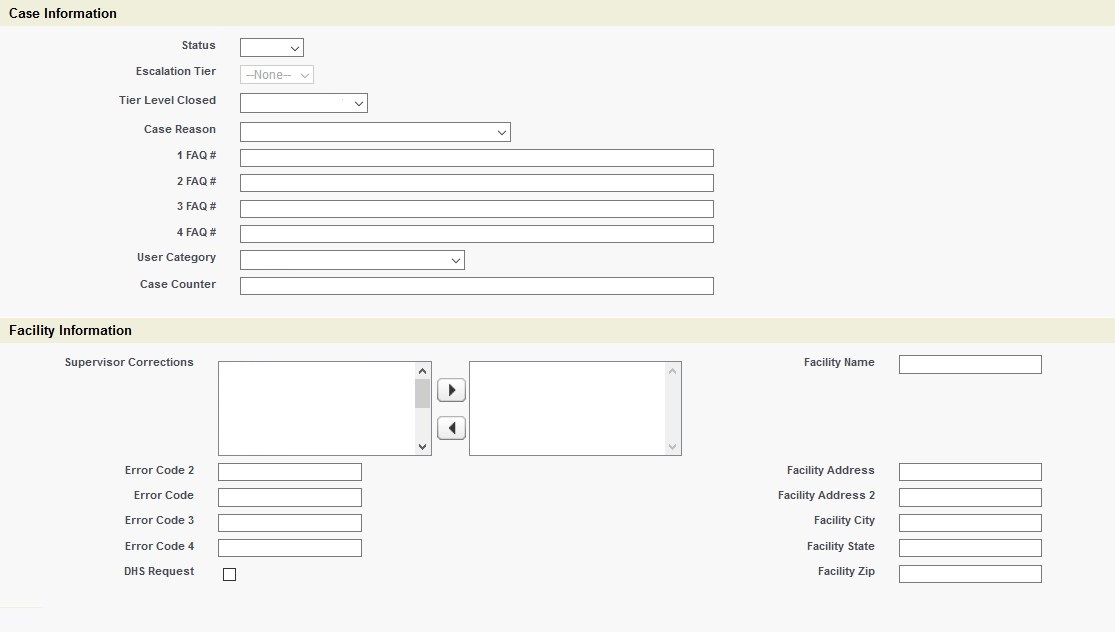 Case Information
Status
Escalation Tier --None--
Tier Level Closed
Case Reason
1 FAQ #
2 FAQ #
3 FAQ #
4 FAQ #
User Category
Case Counter
Facility Information
Supervisor Corrections Facility Name
Error Code 2 Facility Address
Error Code Facility Address 2
Error Code 3 Facility City
Error Code 4 Facility State
DHS Request Facility Zip